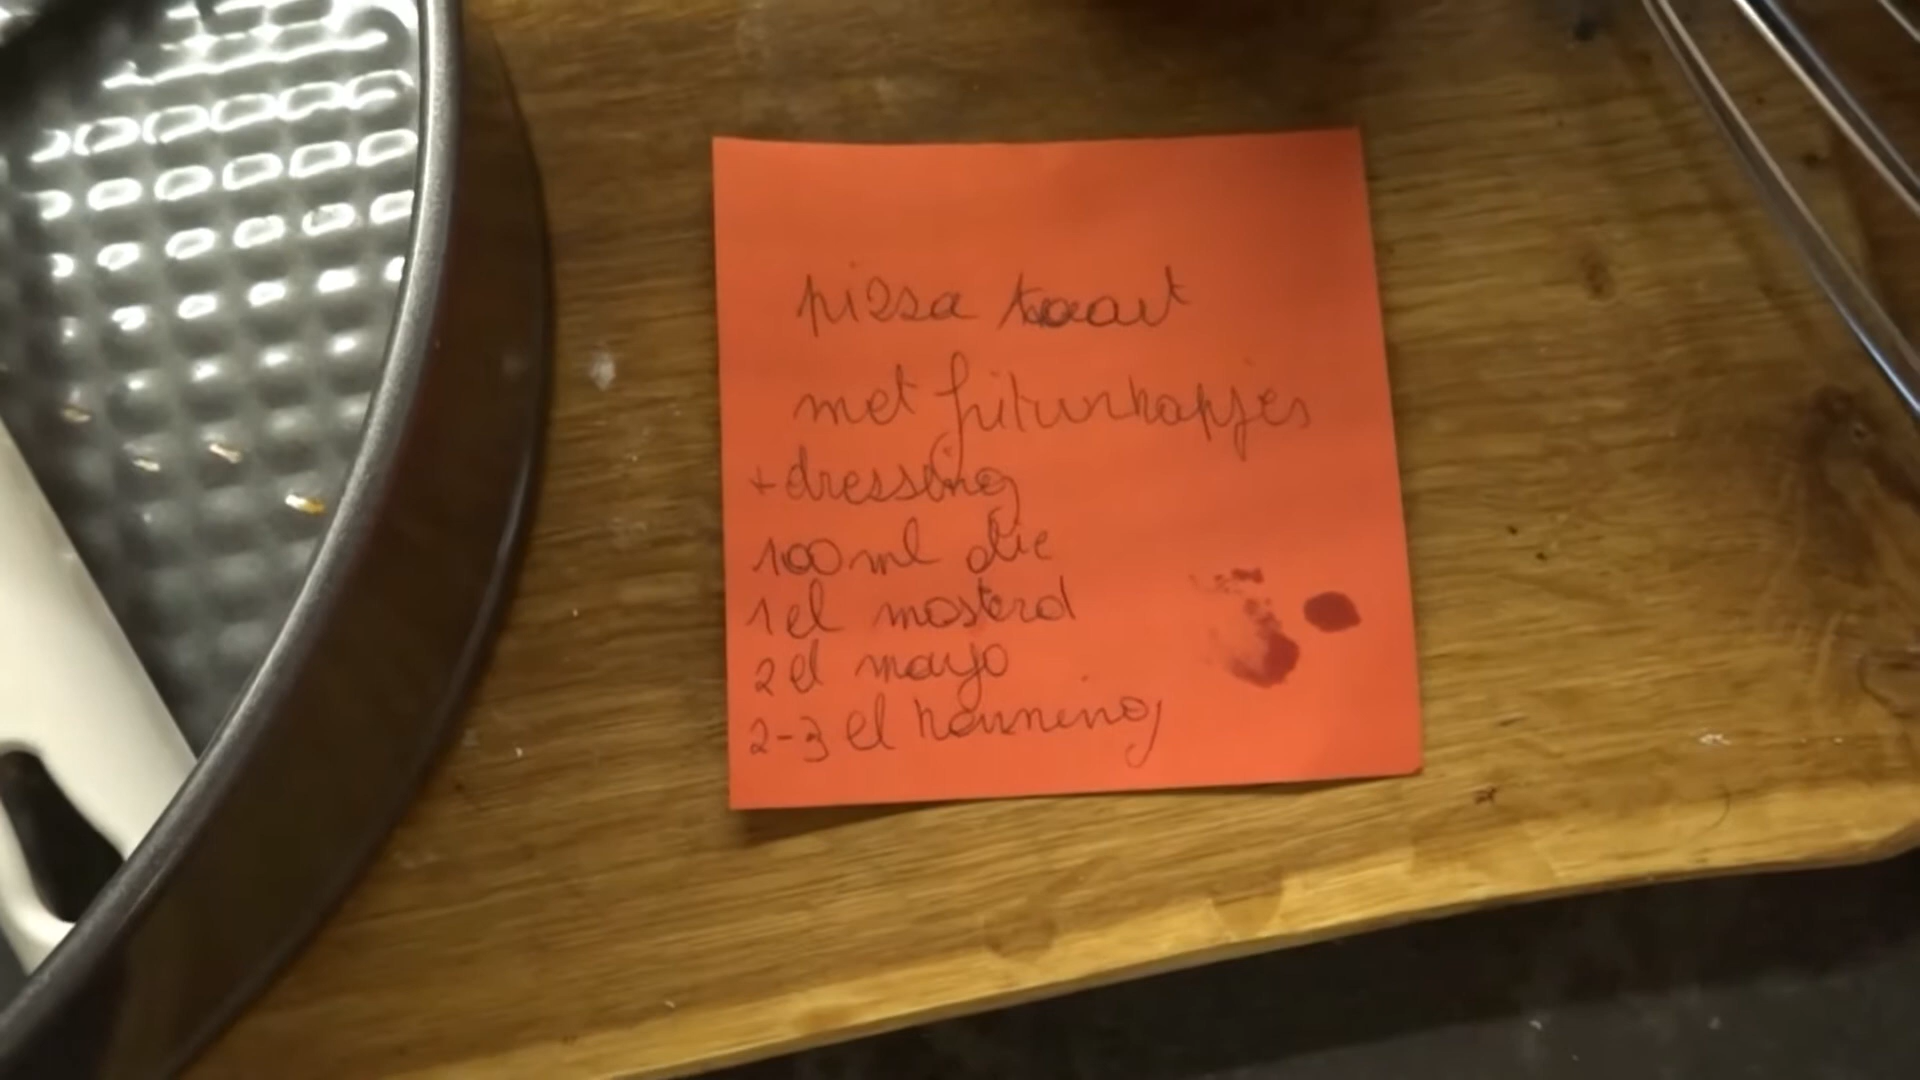 pizza taart
met frituurhapjes
+ dressing
100 ml olie
1 el mosterd
2 el mayo
2-3 el honning